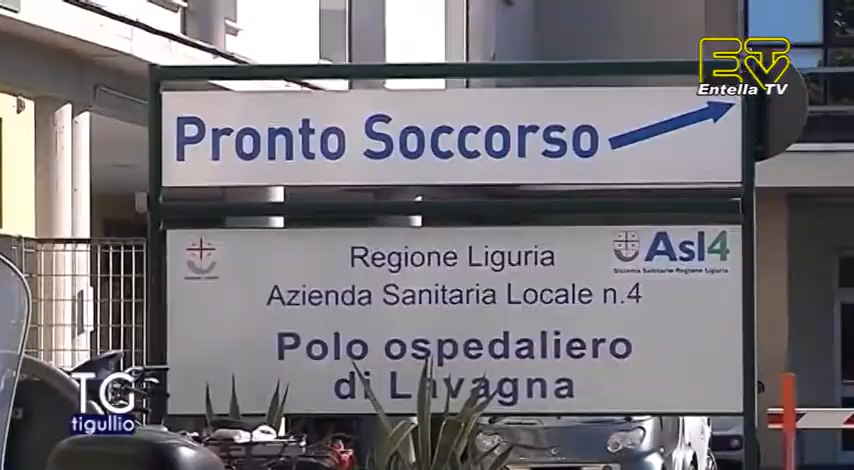 ETV
Entella TV
Pronto Soccorso
Regione Liguria
Asl4
Sistema Sanitario Regione Liguria
Azienda Sanitaria Locale n.4
Polo ospedaliero
di Lavagna
TG
tigullio